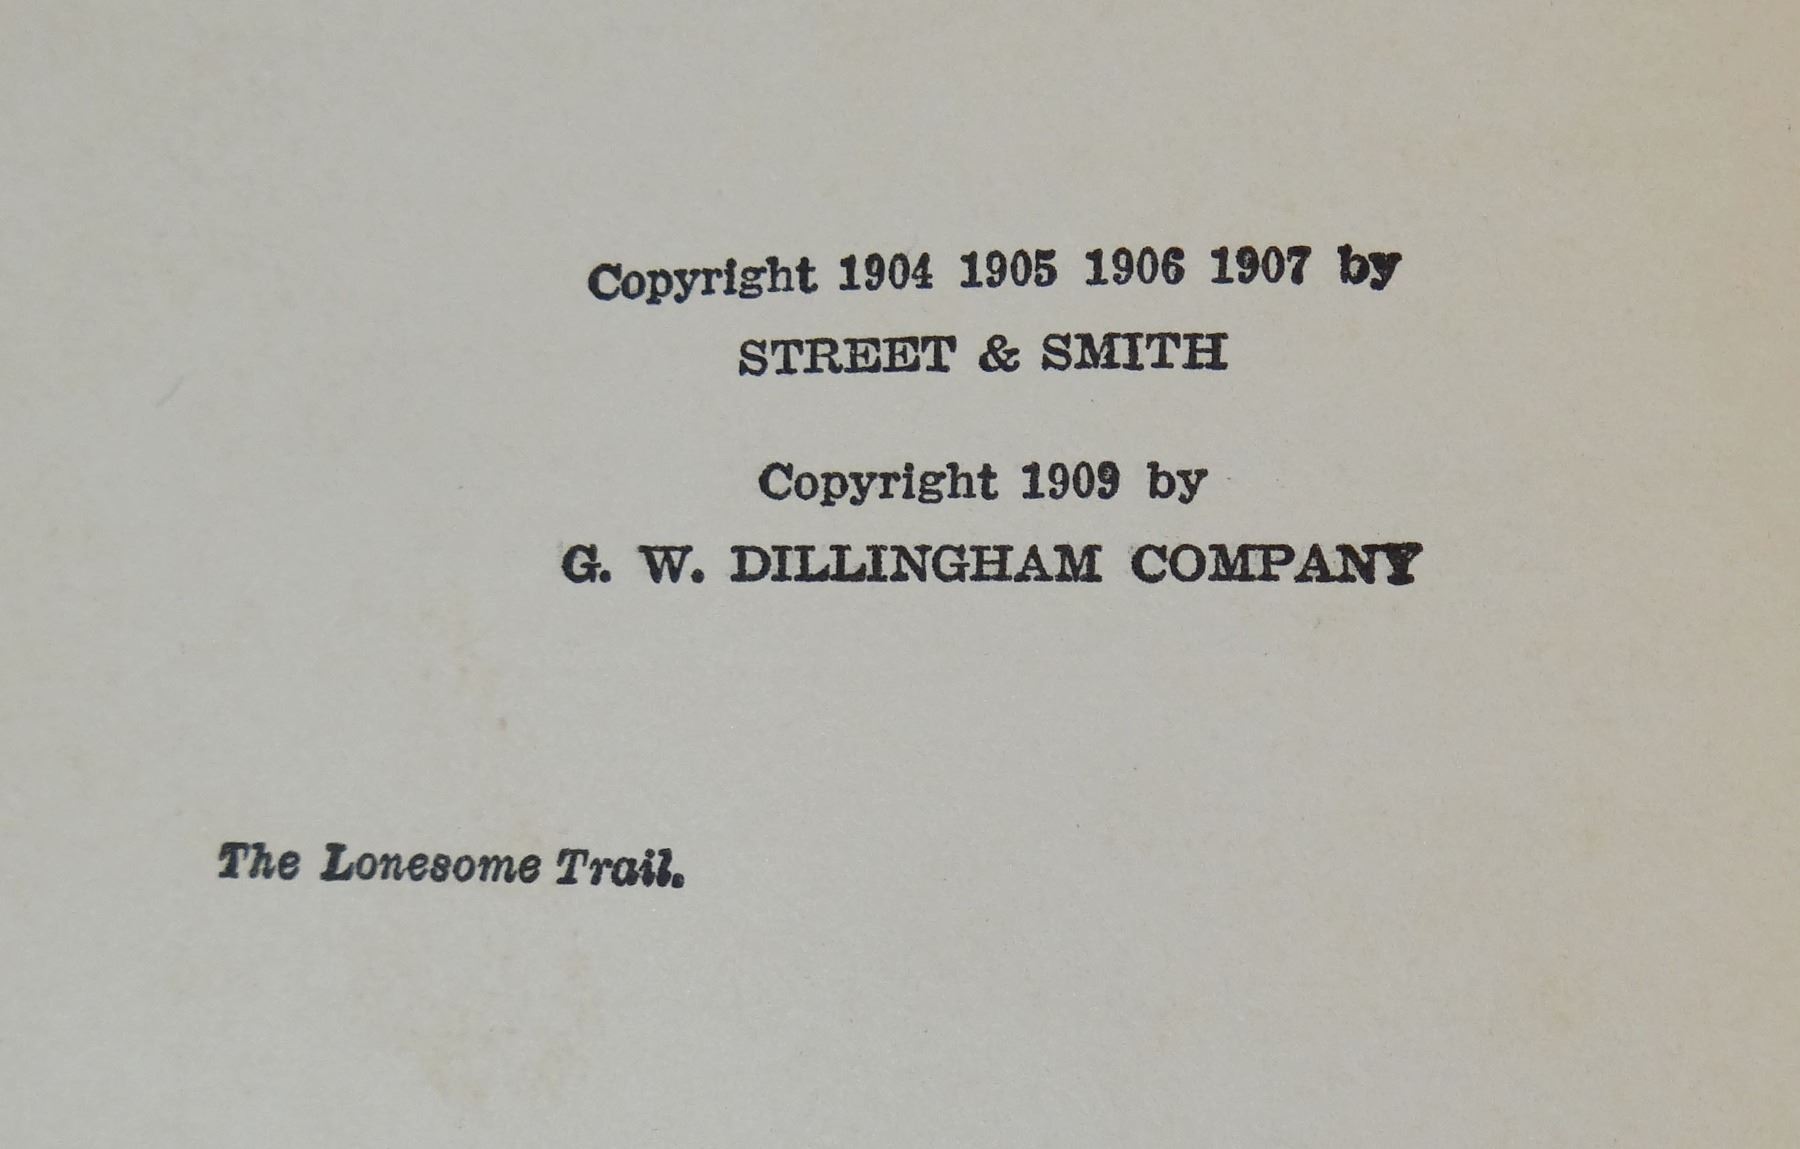 Copyright 1904 1905 1906 1907 by
STREET & SMITH
Copyright 1909 by
G. W. DILLINGHAM COMPANY
The Lonesome Trail.